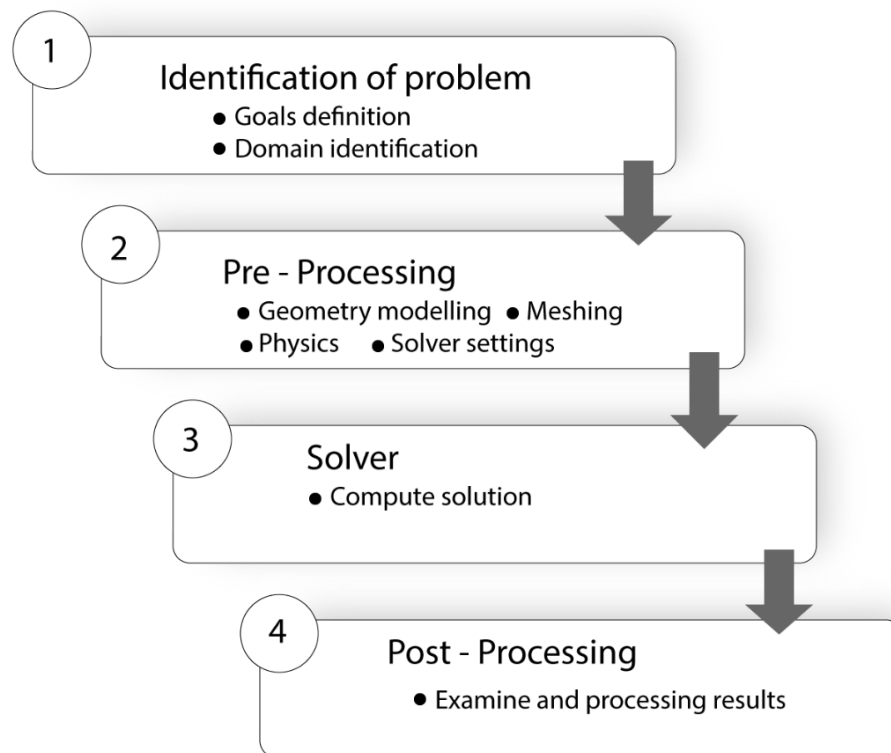 1
Identification of problem
● Goals definition
● Domain identification
2
Pre - Processing
● Geometry modelling ● Meshing
● Physics ● Solver settings
3
Solver
● Compute solution
4
Post - Processing
● Examine and processing results